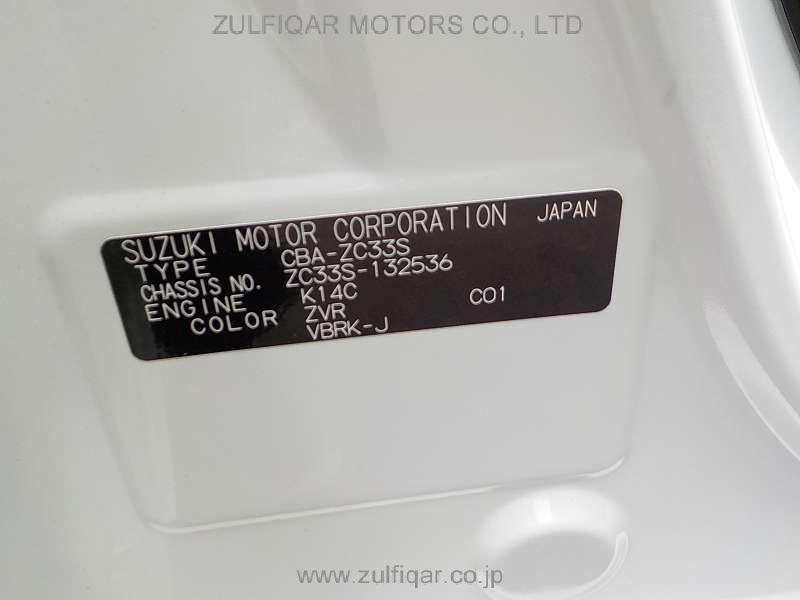 ZULFIQAR MOTORS CO., LTD
SUZUKI MOTOR CORPORATION JAPAN
TYPE CBA-ZC33S
CHASSIS NO. ZC33S-132536
ENGINE K14C C01
COLOR ZVR
VBRK-J
www.zulfiqar.co.jp